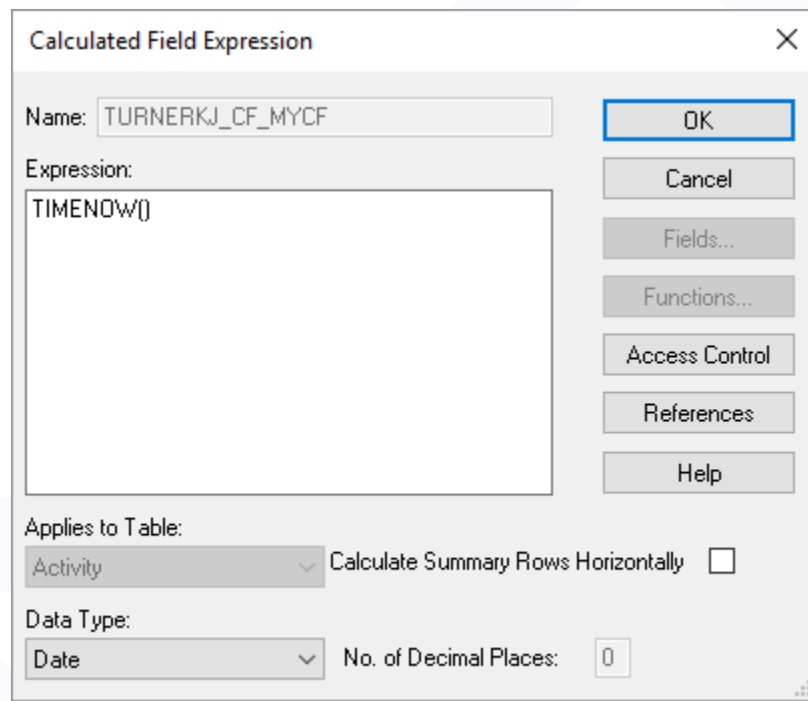 Calculated Field Expression
Name: TURNERKJ_CF_MYCF
OK
Expression:
Cancel
TIMENOW()
Fields...
Functions...
Access Control
References
Help
Applies to Table:
Activity
Calculate Summary Rows Horizontally
Data Type:
Date
No. of Decimal Places: 0